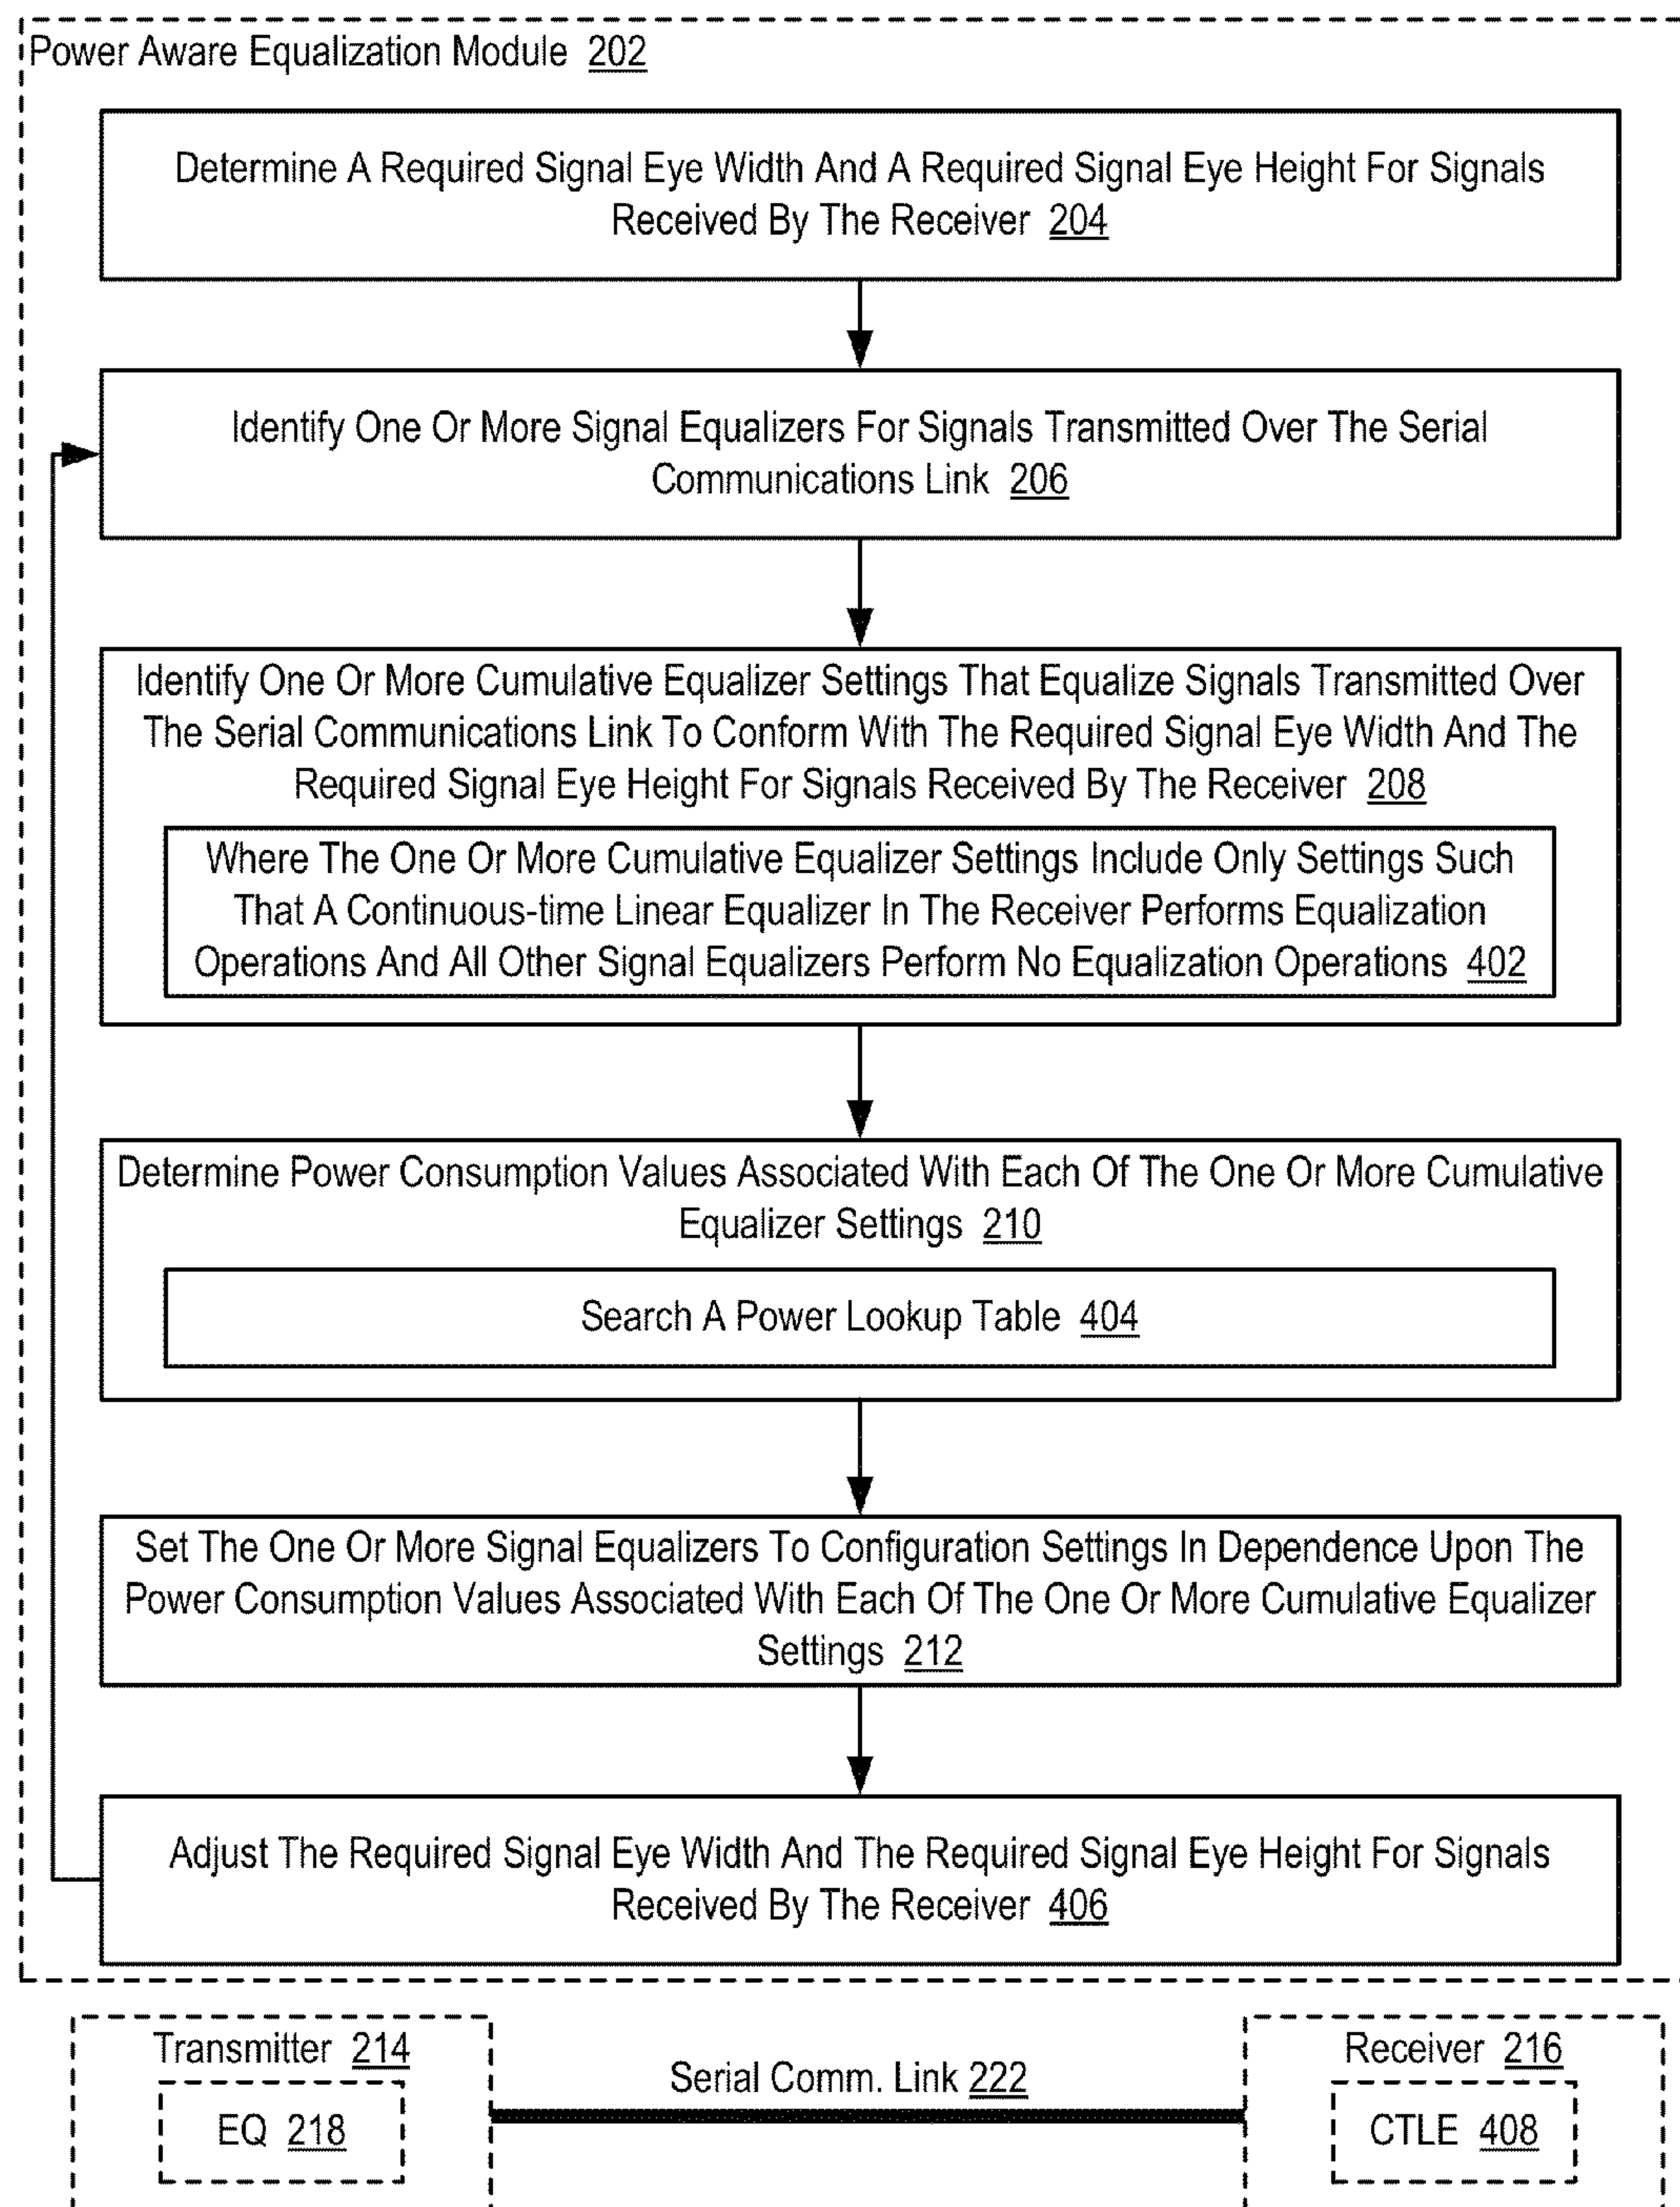 Power Aware Equalization Module 202
Determine A Required Signal Eye Width And A Required Signal Eye Height For Signals
Received By The Receiver 204
Identify One Or More Signal Equalizers For Signals Transmitted Over The Serial
Communications Link 206
Identify One Or More Cumulative Equalizer Settings That Equalize Signals Transmitted Over
The Serial Communications Link To Conform With The Required Signal Eye Width And The
Required Signal Eye Height For Signals Received By The Receiver 208
Where The One Or More Cumulative Equalizer Settings Include Only Settings Such
That A Continuous-time Linear Equalizer In The Receiver Performs Equalization
Operations And All Other Signal Equalizers Perform No Equalization Operations 402
Determine Power Consumption Values Associated With Each Of The One Or More Cumulative
Equalizer Settings 210
Search A Power Lookup Table 404
Set The One Or More Signal Equalizers To Configuration Settings In Dependence Upon The
Power Consumption Values Associated With Each Of The One Or More Cumulative Equalizer
Settings 212
Adjust The Required Signal Eye Width And The Required Signal Eye Height For Signals
Received By The Receiver 406
Transmitter 214
EQ 218
Serial Comm. Link 222
Receiver 216
CTLE 408